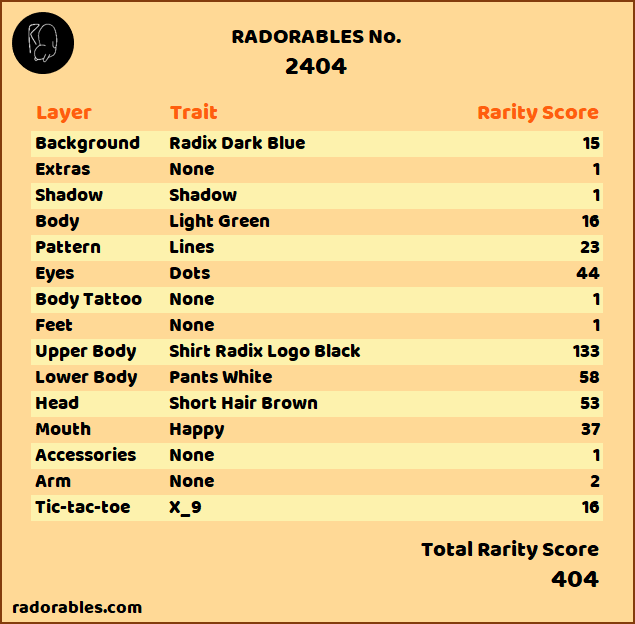 RADORABLES No.
2404
Layer Trait Rarity Score
Background Radix Dark Blue 15
Extras None 1
Shadow Shadow 1
Body Light Green 16
Pattern Lines 23
Eyes Dots 44
Body Tattoo None 1
Feet None 1
Upper Body Shirt Radix Logo Black 133
Lower Body Pants White 58
Head Short Hair Brown 53
Mouth Happy 37
Accessories None 1
Arm None 2
Tic-tac-toe X_9 16
Total Rarity Score
404
radorables.com